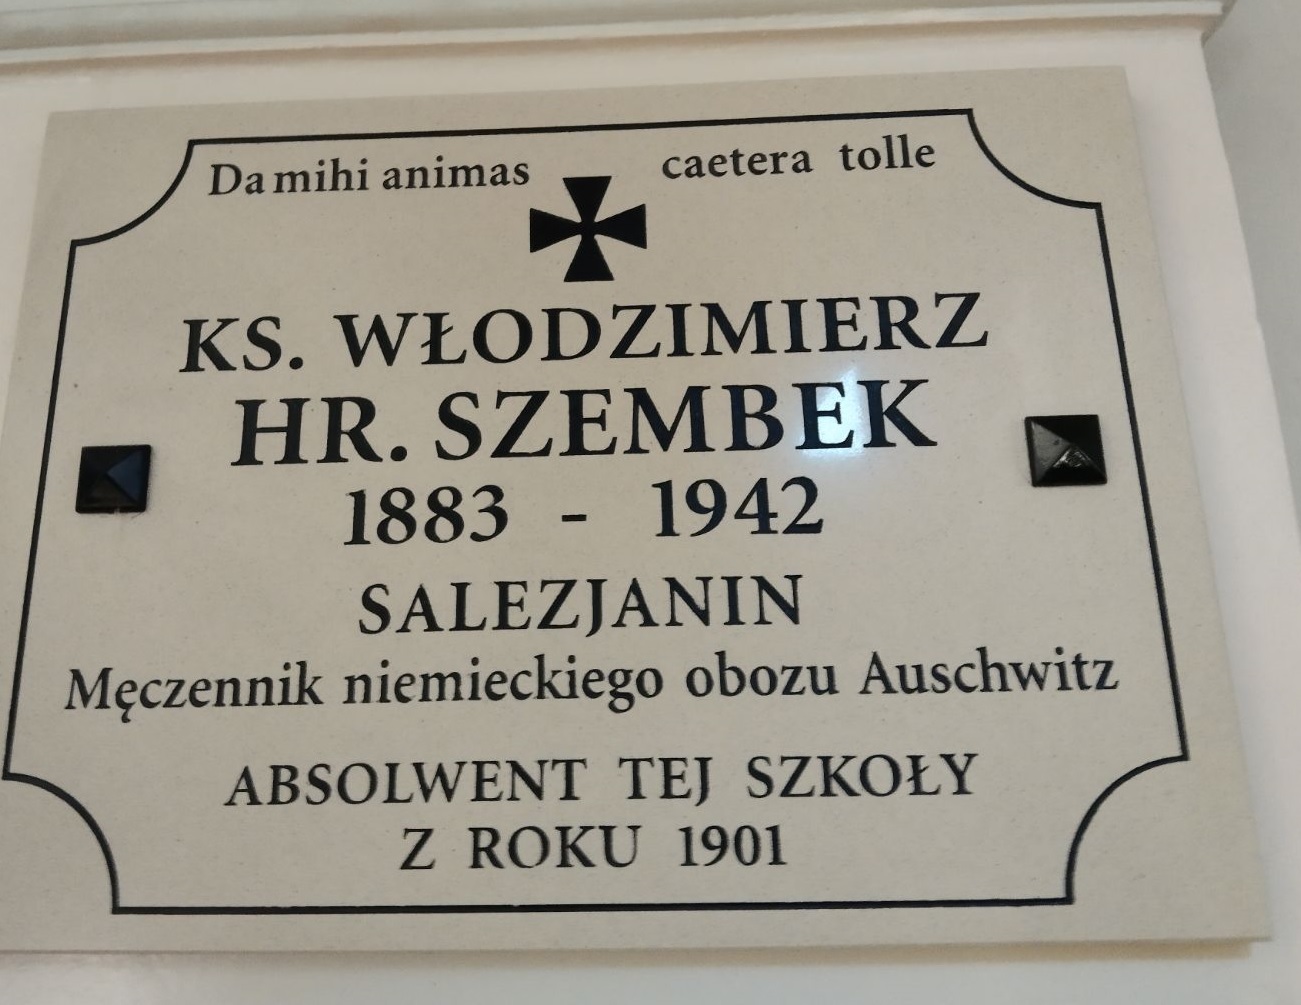 Da mihi animas caetera tolle
KS. WŁODZIMIERZ
HR. SZEMBEK
1883 - 1942
SALEZJANIN
Męczennik niemieckiego obozu Auschwitz
ABSOLWENT TEJ SZKOŁY
Z ROKU 1901